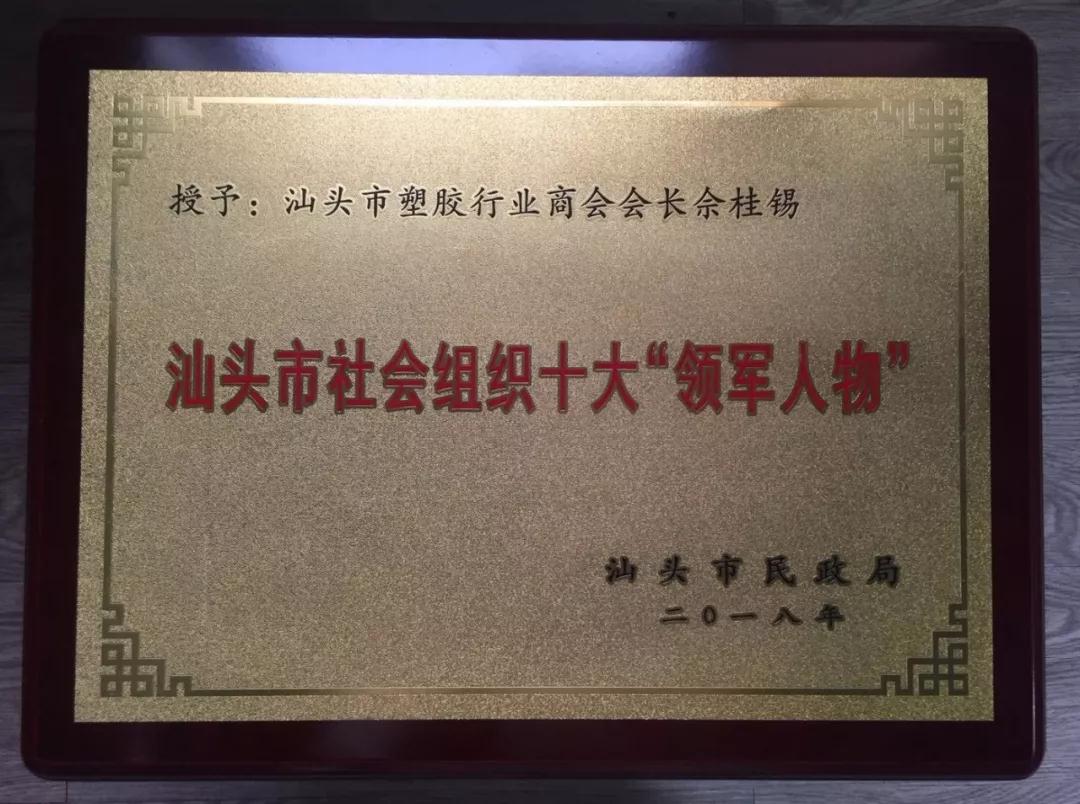 授予：汕头市塑胶行业商会会长佘桂锡
汕头市社会组织十大“领军人物”
汕头市民政局
二〇一八年